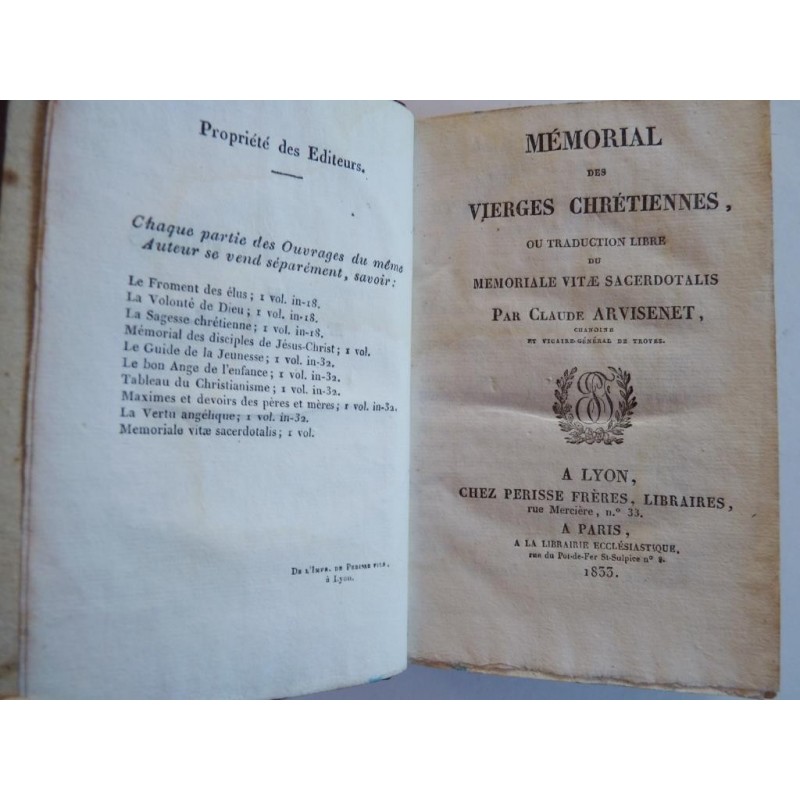 Propriété des Editeurs.
Chaque partie des Ouvrages du même
Auteur se vend séparément, savoir:
Le Froment des élus; 1 vol. in-18.
La Volonté de Dieu; 1 vol. in-18.
La Sagesse chrétienne; 1 vol. in-18.
Mémorial des disciples de Jésus-Christ; 1 vol.
Le Guide de la Jeunesse; 1 vol. in-32.
Le bon Ange de l'enfance; 1 vol. in-32.
Tableau du Christianisme; 1 vol. in-32.
Maximes et devoirs des pères et mères; 1 vol. in-32.
La Vertu angélique; 1 vol. in-32.
Memoriale vitæ sacerdotalis; 1 vol.
De l'Impr. de Perisse fils,
à Lyon.
MÉMORIAL
DES
VIERGES CHRÉTIENNES,
OU TRADUCTION LIBRE
DU
MEMORIALE VITÆ SACERDOTALIS
Par Claude ARVISENET,
CHANOINE
ET VICAIRE-GÉNÉRAL DE TROYES.
A LYON,
CHEZ PERISSE FRÈRES, LIBRAIRES,
rue Mercière, n.º 33.
A PARIS,
A LA LIBRAIRIE ECCLÉSIASTIQUE,
rue du Pot-de-Fer St-Sulpice nº 8.
1833.